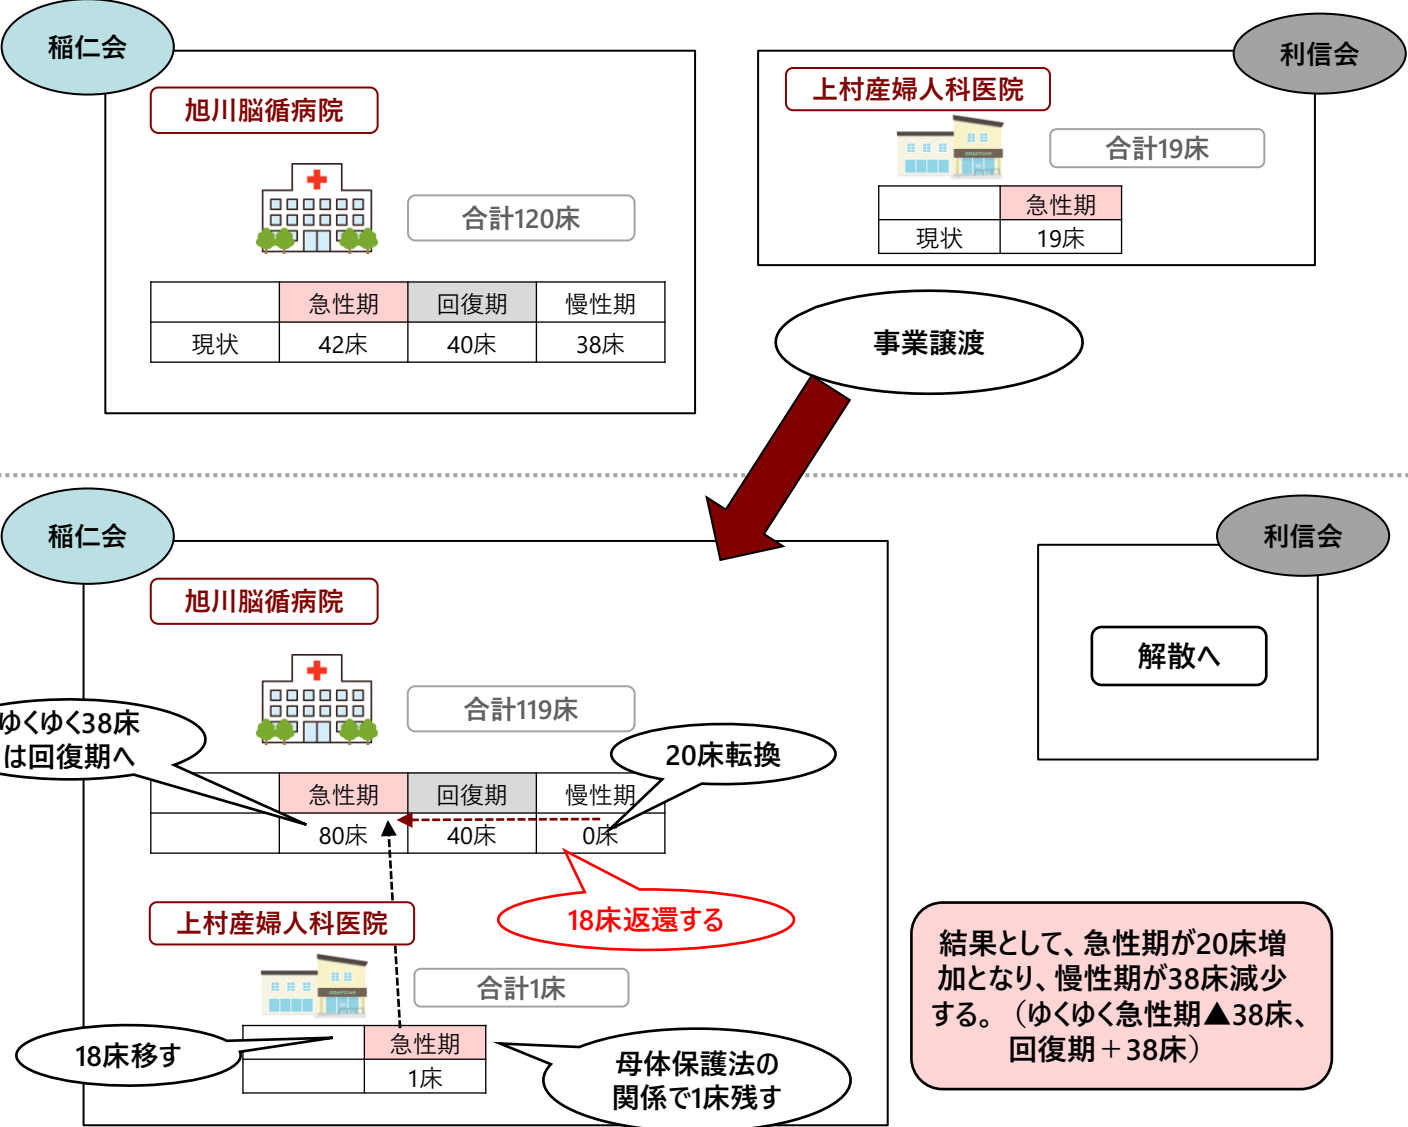 稲仁会
旭川脳循病院
合計120床
急性期 回復期 慢性期
現状 42床 40床 38床
利信会
上村産婦人科医院
合計19床
急性期
現状 19床
事業譲渡
稲仁会
旭川脳循病院
合計119床
ゆくゆく38床
は回復期へ
20床転換
急性期 回復期 慢性期
80床 40床 0床
18床返還する
上村産婦人科医院
合計1床
18床移す
急性期
1床
母体保護法の
関係で1床残す
利信会
解散へ
結果として、急性期が20床増
加となり、慢性期が38床減少
する。（ゆくゆく急性期▲38床、
回復期＋38床）